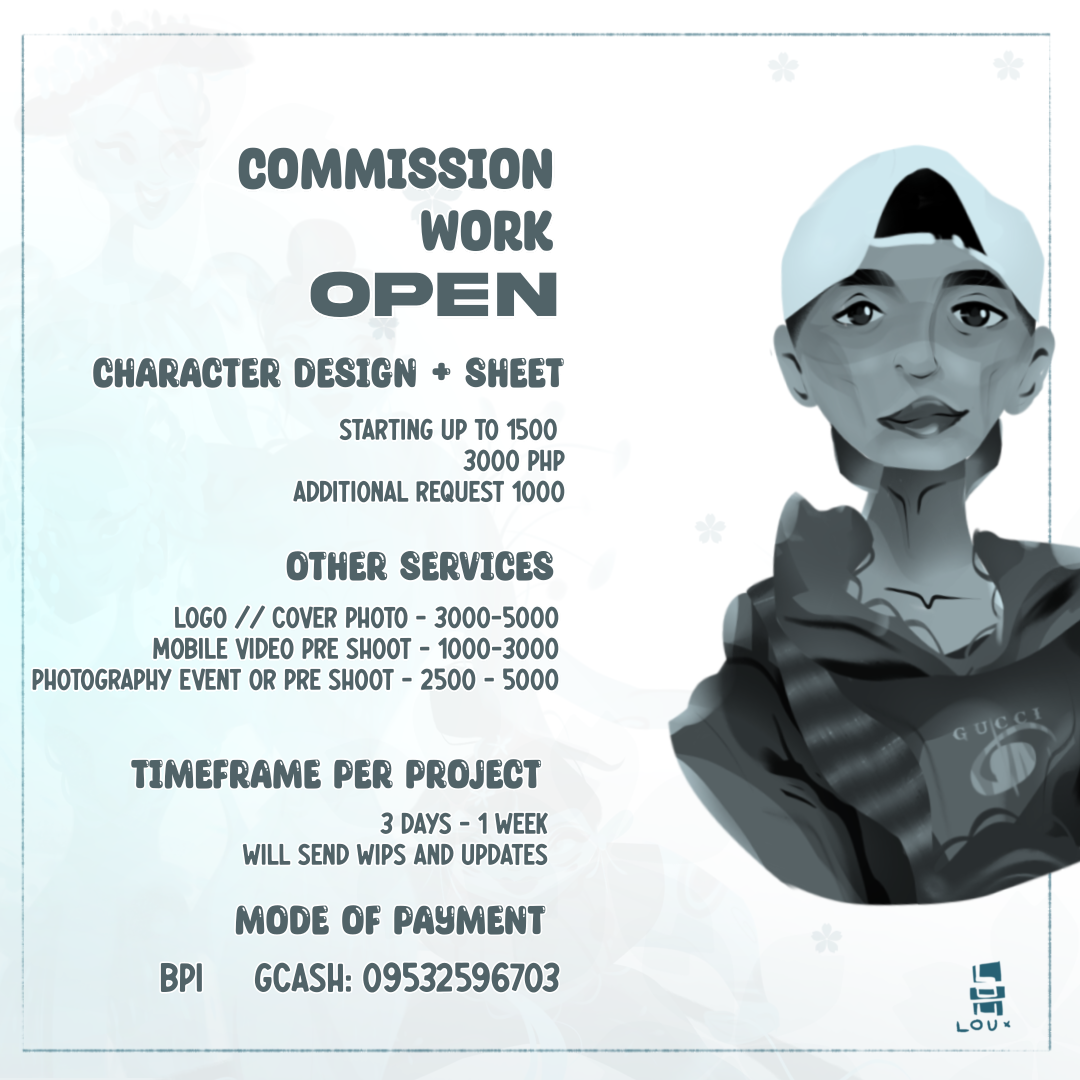 COMMISSION
WORK
OPEN
CHARACTER DESIGN + SHEET
STARTING UP TO 1500
3000 PHP
ADDITIONAL REQUEST 1000
OTHER SERVICES
LOGO // COVER PHOTO - 3000-5000
MOBILE VIDEO PRE SHOOT - 1000-3000
PHOTOGRAPHY EVENT OR PRE SHOOT - 2500 - 5000
GUCCI
TIMEFRAME PER PROJECT
3 DAYS - 1 WEEK
WILL SEND WIPS AND UPDATES
MODE OF PAYMENT
BPI GCASH: 09532596703
LOUx